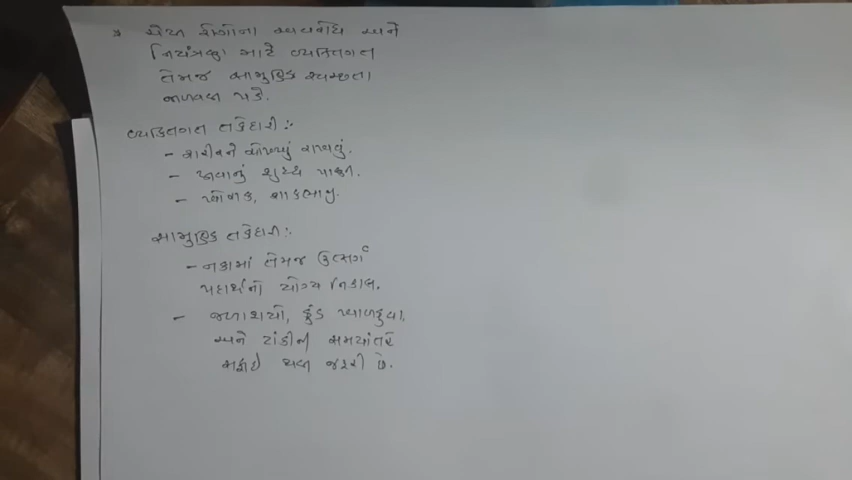 * ચેપી રોગોના અવરોધ અને
નિયંત્રણ માટે વ્યક્તિગત
તેમજ સામુહિક સ્વચ્છતા
જાળવવી પડે.
વ્યક્તિગત તકેદારી :-
- શરીરને ચોખ્ખું રાખવું.
- ખાવાનું શુદ્ધ પાણી.
- ખોરાક, શાકભાજી.
સામુહિક તકેદારી :-
- નકામાં તેમજ ઉત્સર્ગ
પદાર્થનો યોગ્ય નિકાલ.
- જળાશયો, કુંડ ખાળકુવા,
અને ટાંકીની સમયાંતરે
સફાઈ થવી જરૂરી છે.